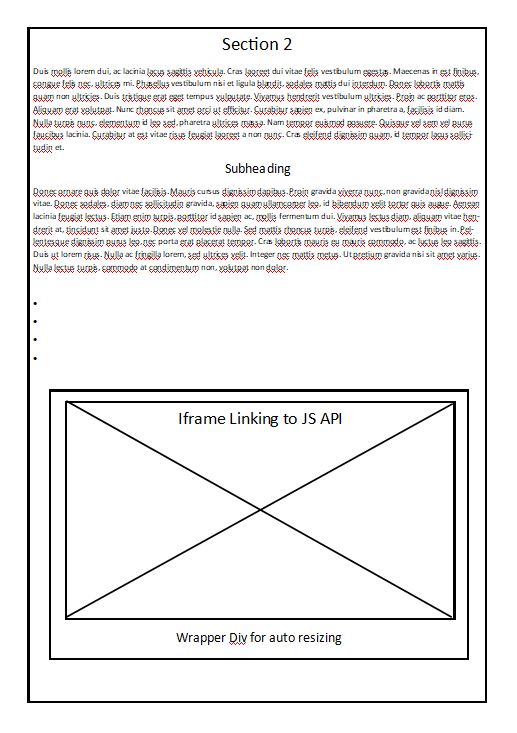 Section 2
Duis mollis lorem dui, ac lacinia lacus sagittis vehicula. Cras laoreet dui vitae felis vestibulum egestas. Maecenas in est finibus,
congue felis nec, ultrices mi. Phasellus vestibulum nisi et ligula blandit, sodales mattis dui interdum. Donec lobortis mattis
quam non ultricies. Duis tristique erat eget tempus vulputate. Vivamus hendrerit vestibulum ultricies. Proin ac porttitor eros.
Aliquam erat volutpat. Nunc rhoncus sit amet orci ut efficitur. Curabitur sapien ex, pulvinar in pharetra a, facilisis id diam.
Nulla turpis nunc, elementum id leo sed, pharetra ultrices massa. Nam tempor euismod posuere. Quisque vel sem vel purus
faucibus lacinia. Curabitur at est vitae risus feugiat laoreet a non nunc. Cras eleifend dignissim quam, id tempor lacus sollici-
tudin et.
Subheading
Donec ornare quis dolor vitae facilisis. Mauris cursus dignissim dapibus. Proin gravida viverra nunc, non gravida nisl dignissim
vitae. Donec sodales, diam nec sollicitudin gravida, sapien quam ullamcorper leo, id bibendum velit tortor quis augue. Aenean
lacinia feugiat lectus. Etiam enim turpis, porttitor id sapien ac, mollis fermentum dui. Vivamus lectus diam, aliquam vitae hen-
drerit at, tincidunt sit amet justo. Donec vel molestie nulla. Sed mattis rhoncus turpis, eleifend vestibulum est finibus in. Pel-
lentesque dignissim purus leo, nec porta erat placerat tempor. Cras lobortis mauris eu mauris commodo, ac luctus leo sagittis.
Duis ut lorem risus. Nulla ac fringilla lorem, sed ultrices velit. Integer nec mattis metus. Ut pretium gravida nisi sit amet varius.
Nulla lectus turpis, commodo at condimentum non, volutpat non dolor.
Iframe Linking to JS API
Wrapper Div for auto resizing